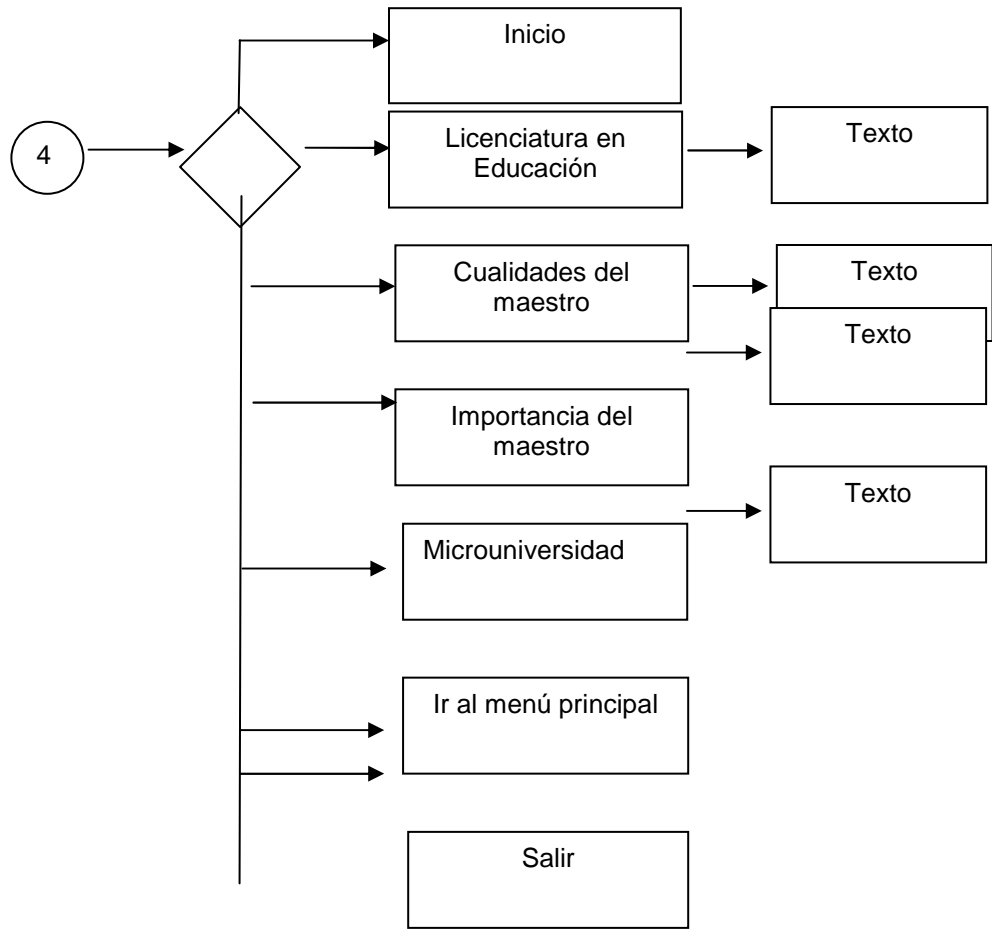 Inicio
4
Licenciatura en
Educación
Texto
Cualidades del
maestro
Texto
Texto
Importancia del
maestro
Texto
Microuniversidad
Ir al menú principal
Salir